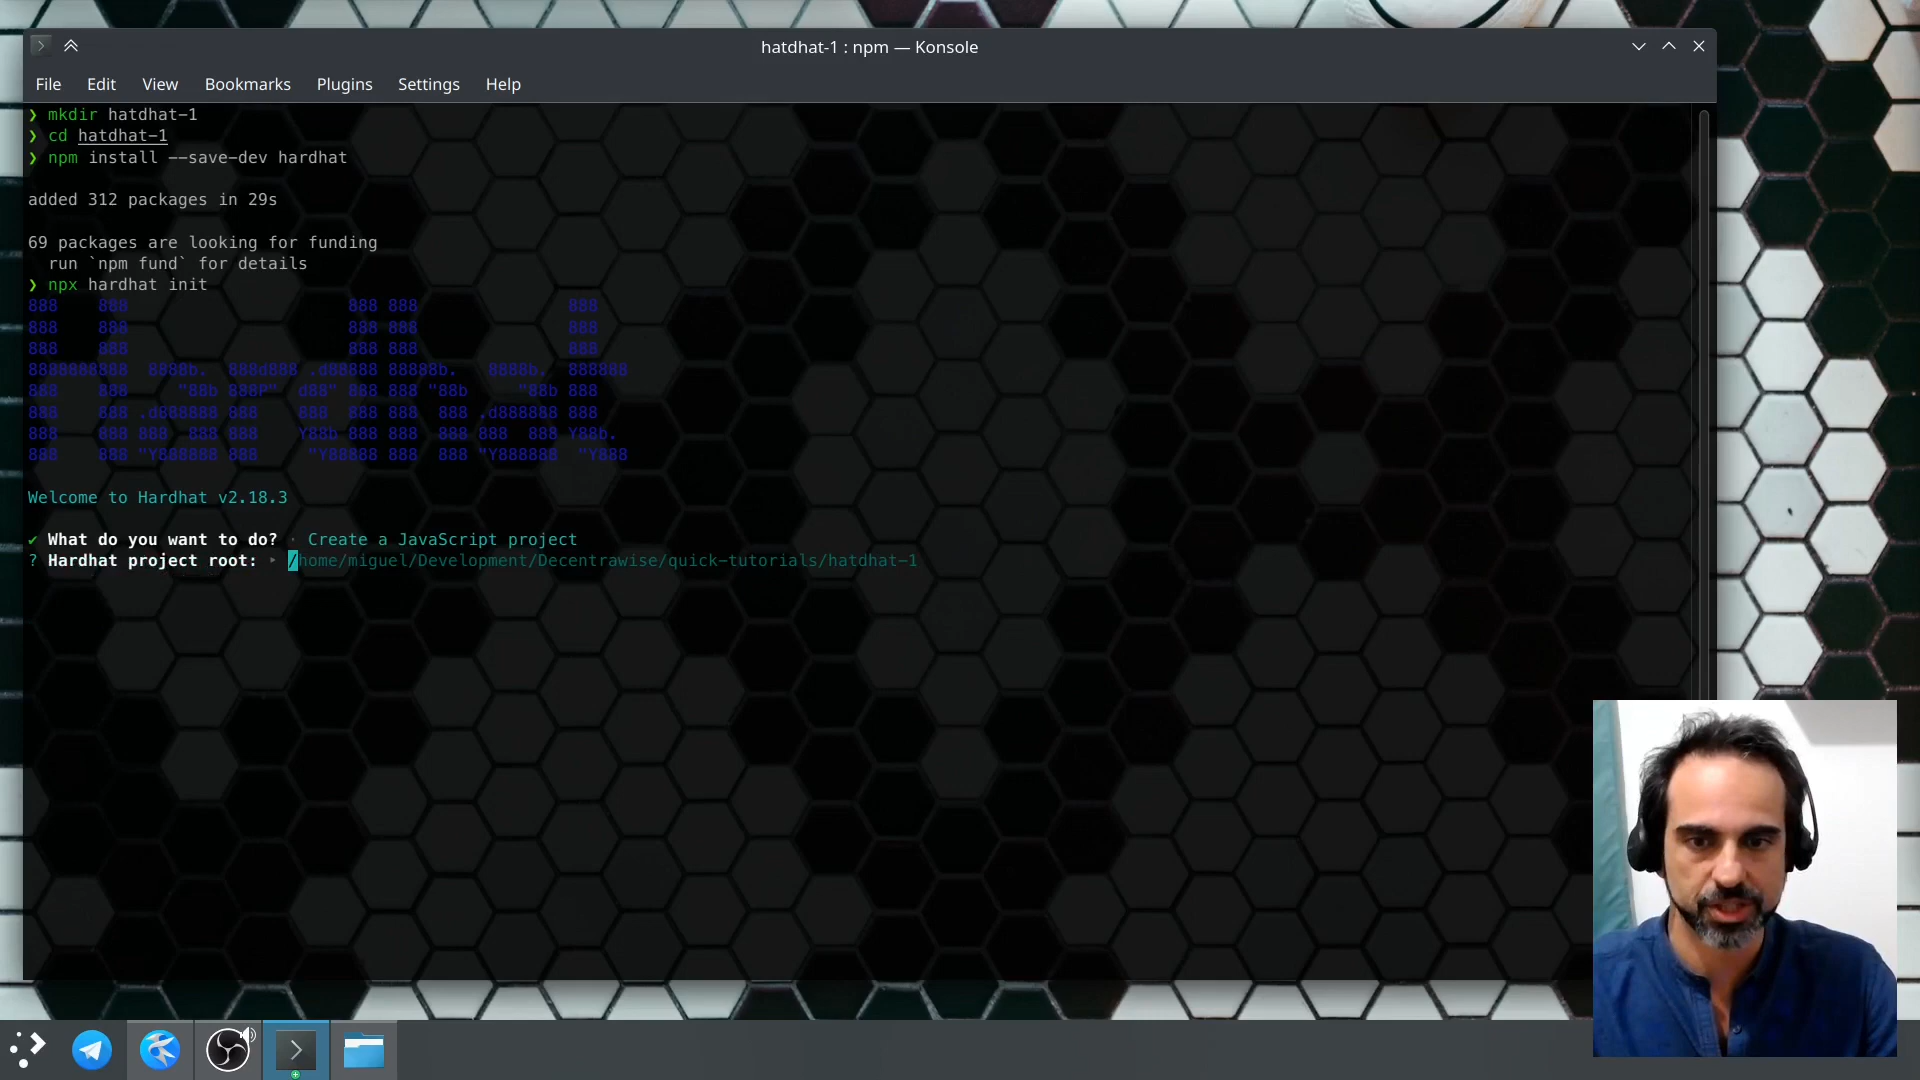 hatdhat-1 : npm — Konsole
File Edit View Bookmarks Plugins Settings Help
❯ mkdir hatdhat-1
❯ cd hatdhat-1
❯ npm install --save-dev hardhat
added 312 packages in 29s
69 packages are looking for funding
  run `npm fund` for details
❯ npx hardhat init
888    888                      888 888               888
888    888                      888 888               888
888    888                      888 888               888
8888888888  8888b.  888d888 .d88888 88888b.   8888b.  888888
888    888     "88b 888P"  d88" 888 888 "88b     "88b 888
888    888 .d888888 888    888  888 888  888 .d888888 888
888    888 888  888 888    Y88b 888 888  888 888  888 Y88b.
888    888 "Y888888 888     "Y88888 888  888 "Y888888  "Y888
Welcome to Hardhat v2.18.3
✔ What do you want to do? · Create a JavaScript project
? Hardhat project root: ‣ /home/miguel/Development/Decentrawise/quick-tutorials/hatdhat-1